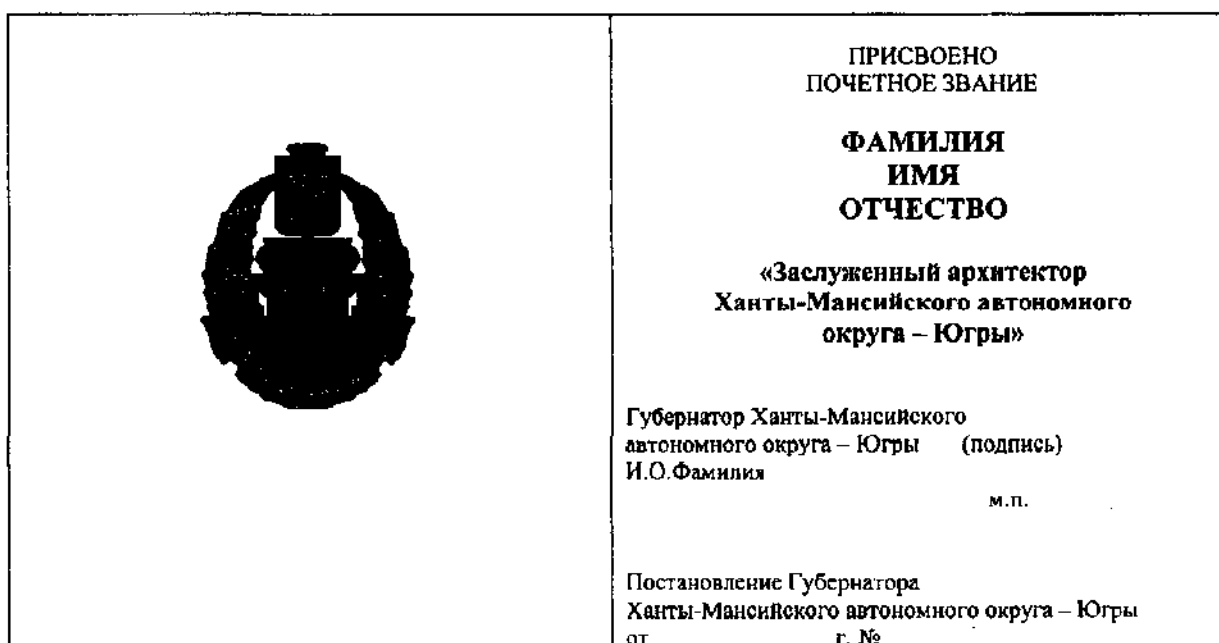 ПРИСВОЕНО
ПОЧЕТНОЕ ЗВАНИЕ
ФАМИЛИЯ
ИМЯ
ОТЧЕСТВО
«Заслуженный архитектор
Ханты-Мансийского автономного
округа – Югры»
Губернатор Ханты-Мансийского
автономного округа – Югры (подпись)
И.О.Фамилия
м.п.
Постановление Губернатора
Ханты-Мансийского автономного округа – Югры
от г. №